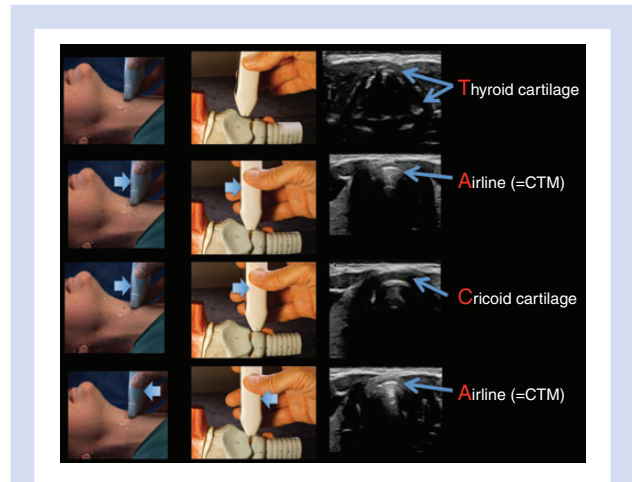 Thyroid cartilage
Airline (=CTM)
Cricoid cartilage
Airline (=CTM)